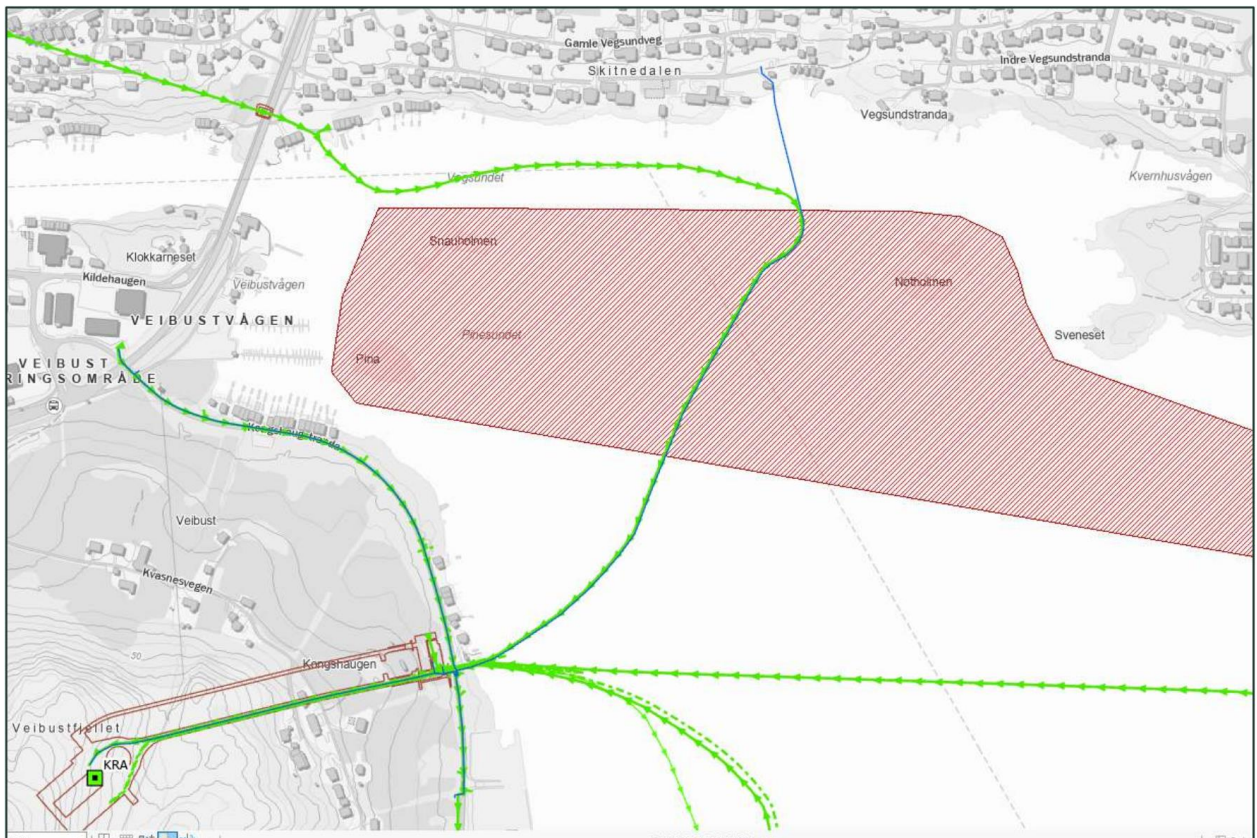 Gamle Vegsundveg
Skitnedalen
Indre Vegsundstranda
Vegsundstranda
Vegsundet
Kvernhusvågen
Snauholmen
Klokkarneset
Kildehaugen
Veibustvågen
Notholmen
VEIBUSTVÅGEN
Pinesundet
Sveneset
Pina
VEIBUST
RINGSOMRÅDE
Kongshaugstranda
Veibust
Kvasnesvegen
50
Kongshaugen
Veibustfjellet
KRA